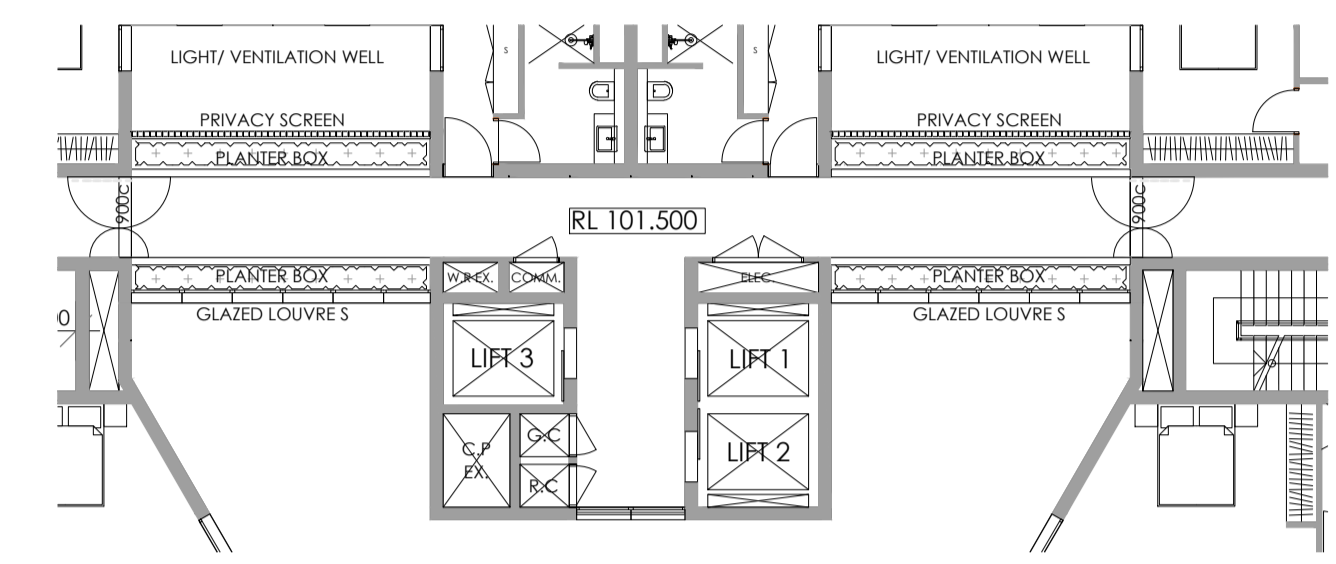 LIGHT/ VENTILATION WELL
S
S
LIGHT/ VENTILATION WELL
PRIVACY SCREEN
PRIVACY SCREEN
PLANTER BOX
PLANTER BOX
900c
RL 101.500
900c
PLANTER BOX
W.R EX.
COMM.
ELEC.
PLANTER BOX
GLAZED LOUVRE S
GLAZED LOUVRE S
LIFT 3
LIFT 1
C.P
EX.
G.C
R.C
LIFT 2